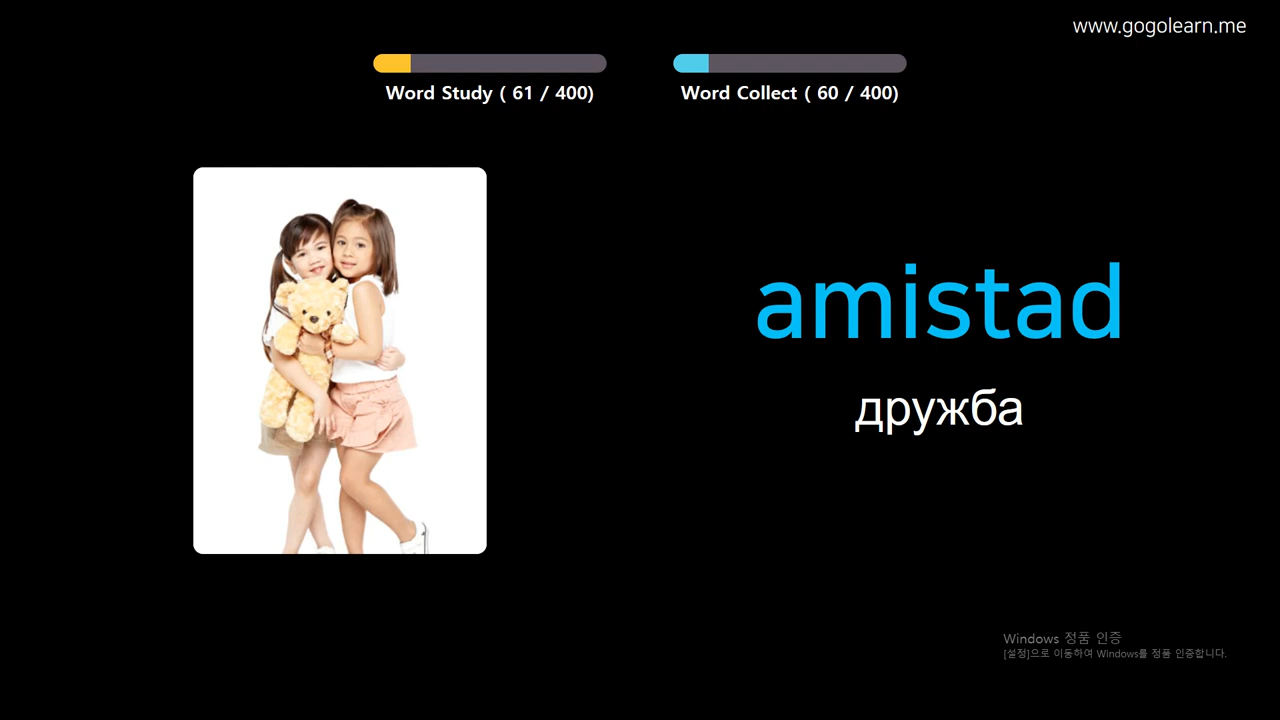 www.gogolearn.me
Word Study ( 61 / 400)
Word Collect ( 60 / 400)
amistad
дружба
Windows 정품 인증
[설정]으로 이동하여 Windows를 정품 인증합니다.